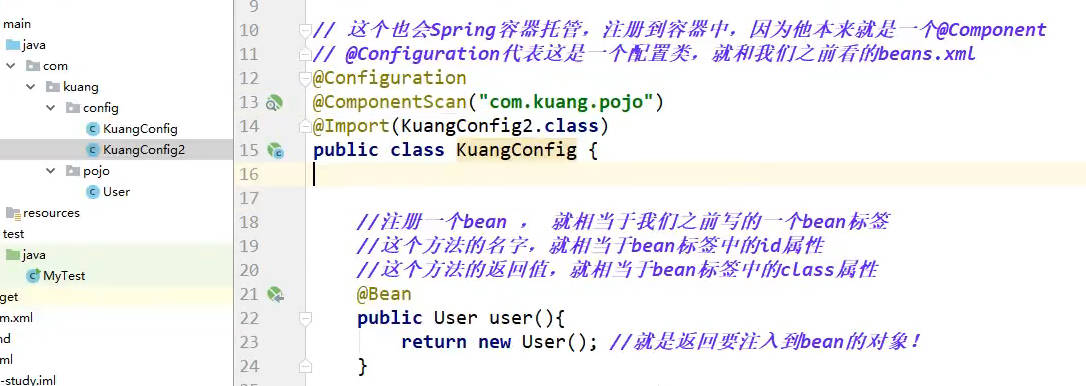 main
java
com
kuang
config
KuangConfig
KuangConfig2
pojo
User
resources
test
java
MyTest
get
m.xml
nd
ml
-study.iml
9
10 // 这个也会Spring容器托管，注册到容器中，因为他本来就是一个@Component
11 // @Configuration代表这是一个配置类，就和我们之前看的beans.xml
12 @Configuration
13 @ComponentScan("com.kuang.pojo")
14 @Import(KuangConfig2.class)
15 public class KuangConfig {
16
17
18 //注册一个bean ， 就相当于我们之前写的一个bean标签
19 //这个方法的名字，就相当于bean标签中的id属性
20 //这个方法的返回值，就相当于bean标签中的class属性
21 @Bean
22 public User user(){
23 return new User(); //就是返回要注入到bean的对象！
24 }